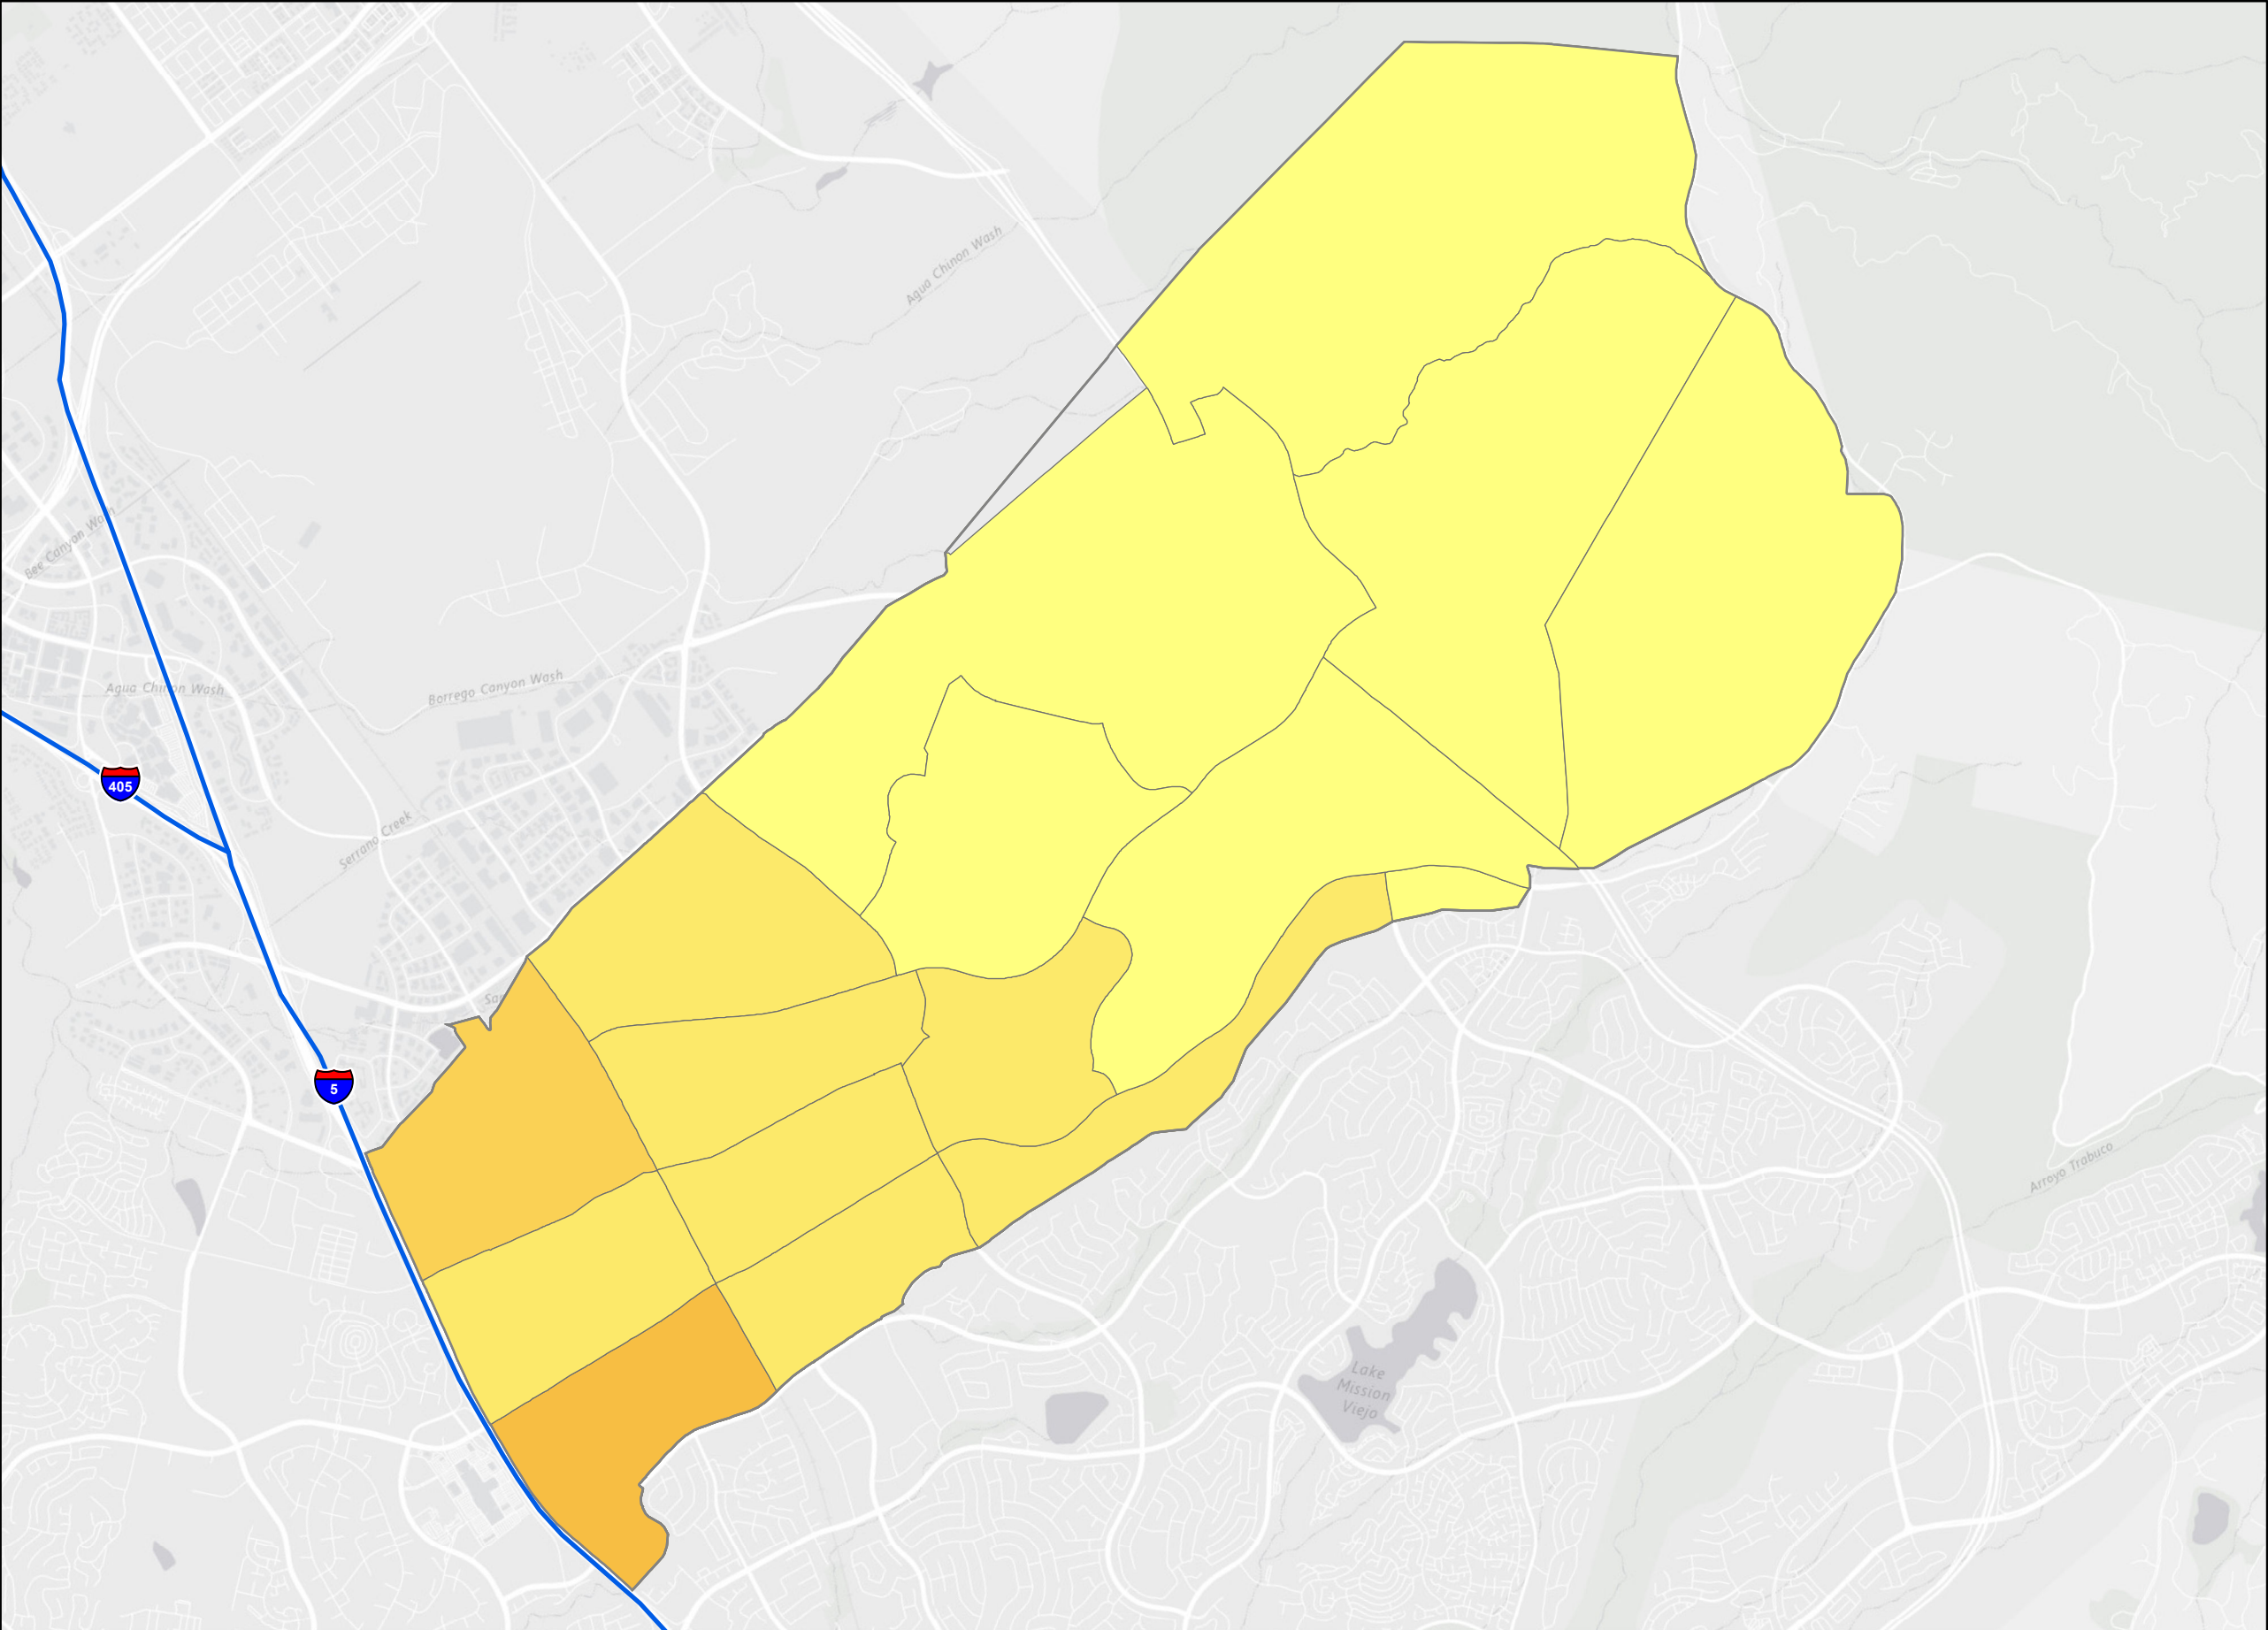 Agua Chinon Wash
Bee Canyon Wash
Agua Chinon Wash
Borrego Canyon Wash
405
Serrano Creek
5
Arroyo Trabuco
Lake
Mission
Viejo